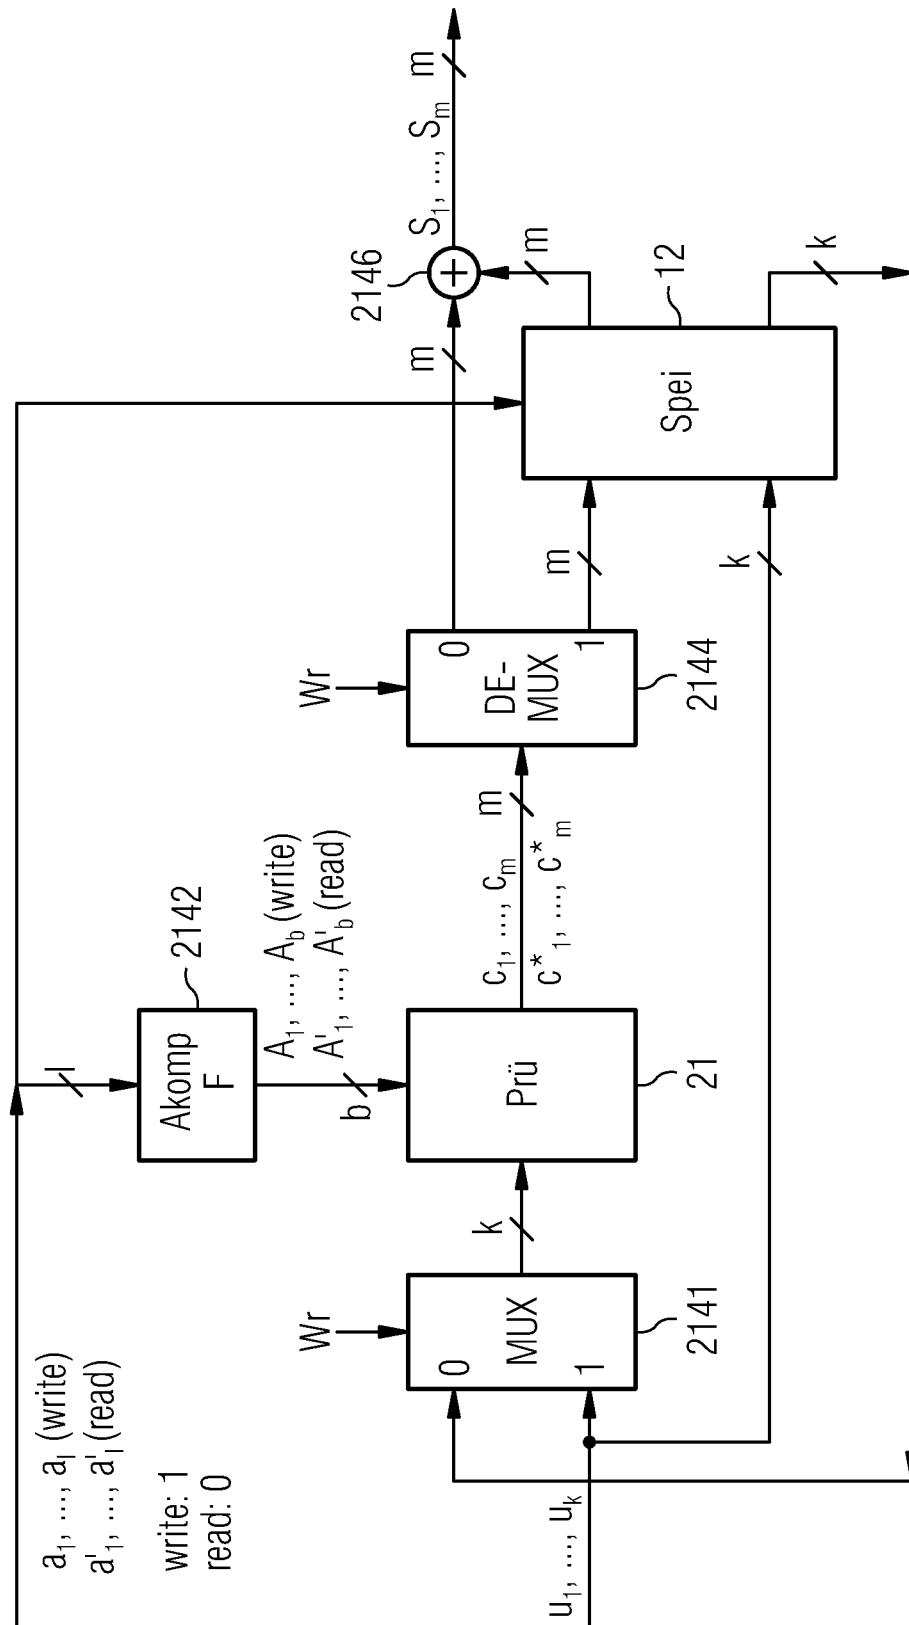 a₁, ..., aₗ (write)
a'₁, ..., a'ₗ (read)
write: 1
read: 0
u₁, ..., uₖ
Wr
0
MUX
1
2141
k
l
Akomp
F
2142
A₁, ..., A_b (write)
A'₁, ..., A'_b (read)
b
Prü
21
c₁, ..., cₘ
c*₁, ..., c*ₘ
m
Wr
0
DE-
MUX
1
2144
m
m
k
Spei
12
m
k
2146
+
S₁, ..., Sₘ
m